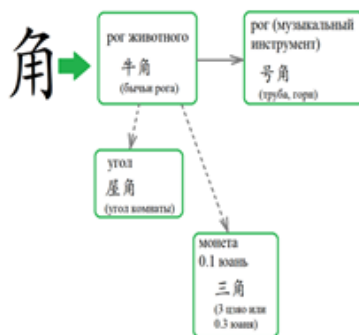 角
рог животного
牛角
(бычьи рога)
рог (музыкальный
инструмент)
号角
(труба, горн)
угол
屋角
(угол комнаты)
монета
0.1 юань
三角
(3 цзяо или
0.3 юаня)